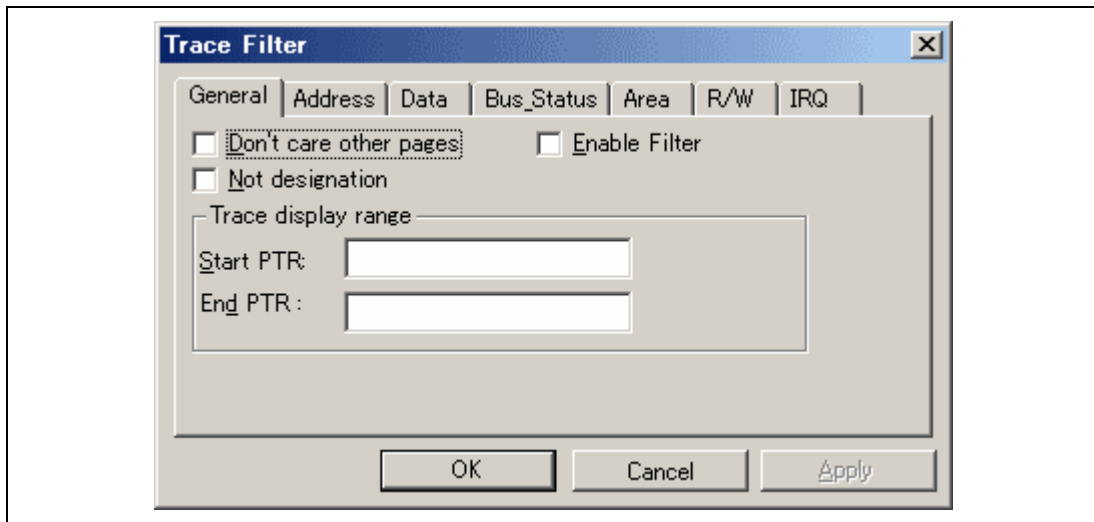 Trace Filter
General Address Data Bus_Status Area R/W IRQ
Don't care other pages Enable Filter
Not designation
Trace display range
Start PTR:
End PTR :
OK Cancel Apply